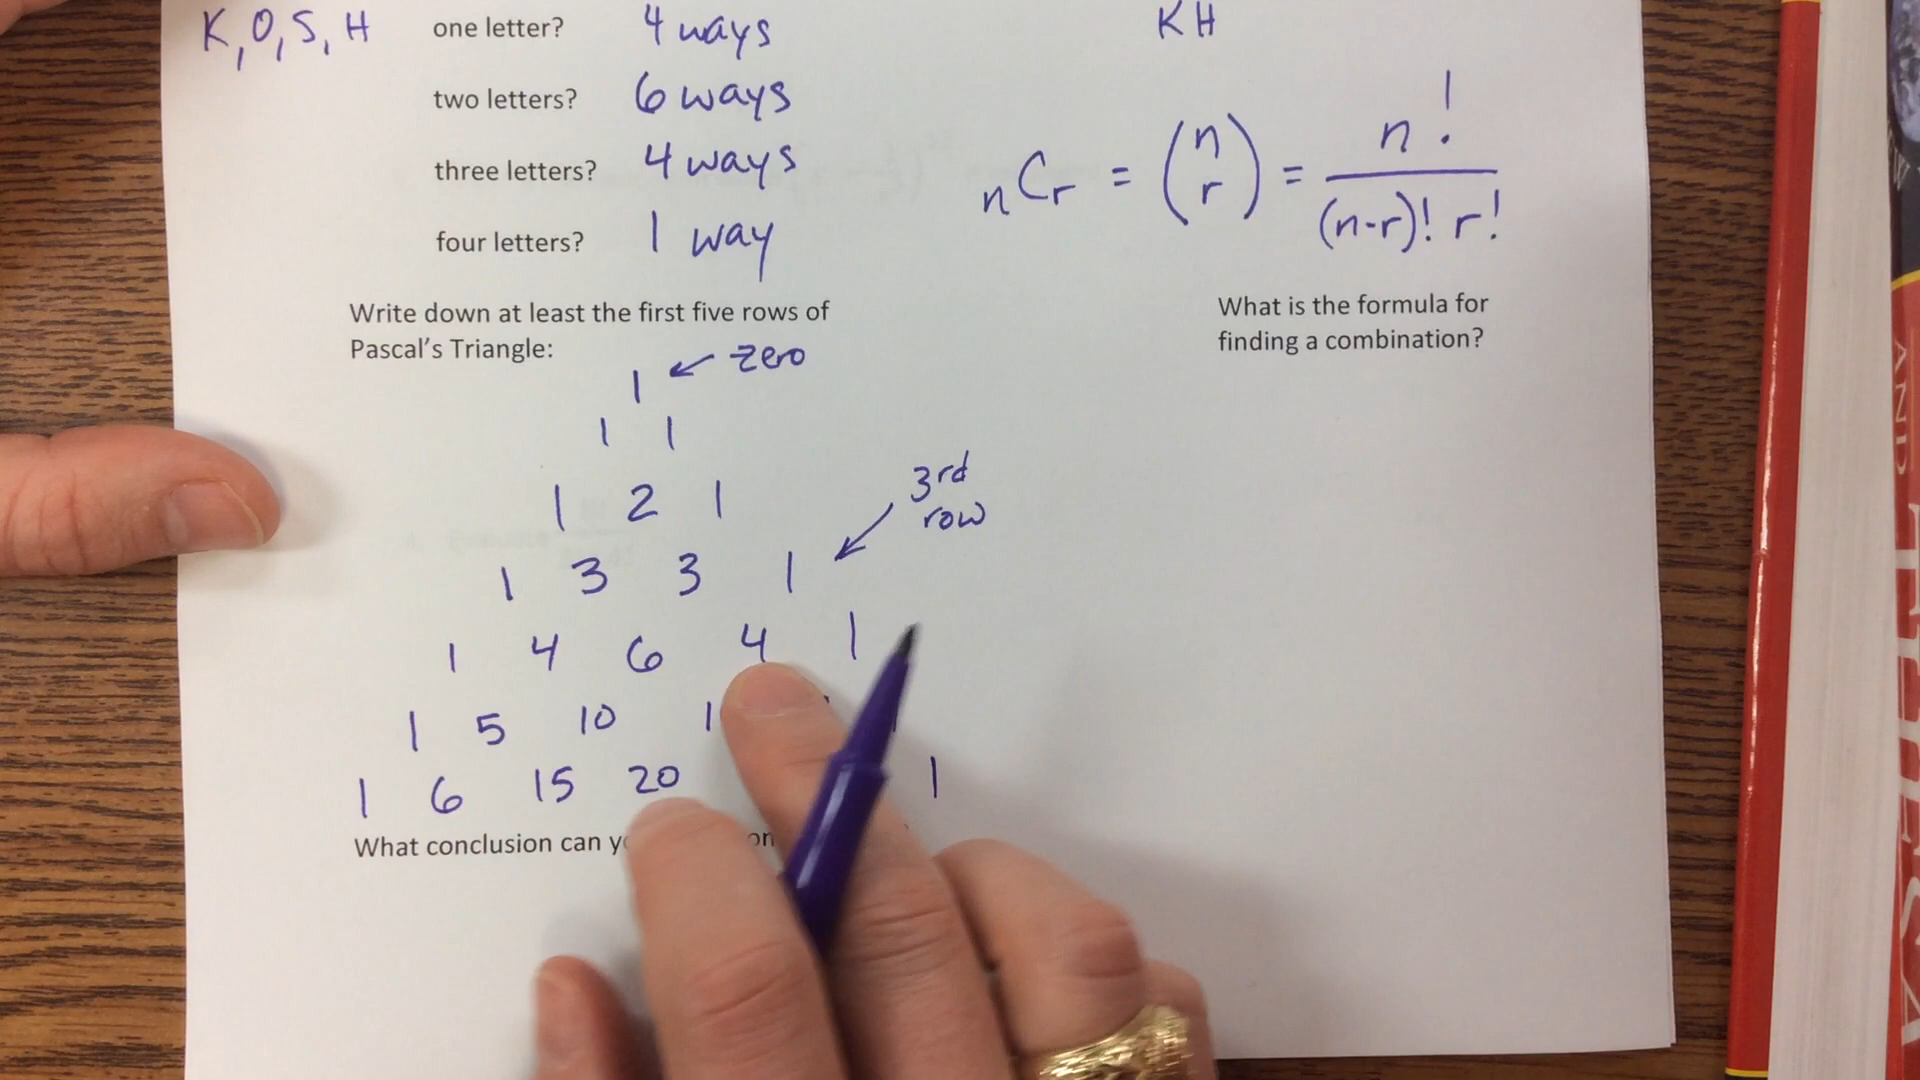 K, O, S, H one letter? 4 ways KH
two letters? 6 ways
three letters? 4 ways
four letters? 1 way
nCr = (n r) = n! / (n-r)! r!
!
Write down at least the first five rows of
Pascal's Triangle:
What is the formula for
finding a combination?
1 ← zero
1 1
1 2 1
3rd
row
1 3 3 1
1 4 6 4 1
1 5 10 1
1 6 15 20 1
What conclusion can
AND